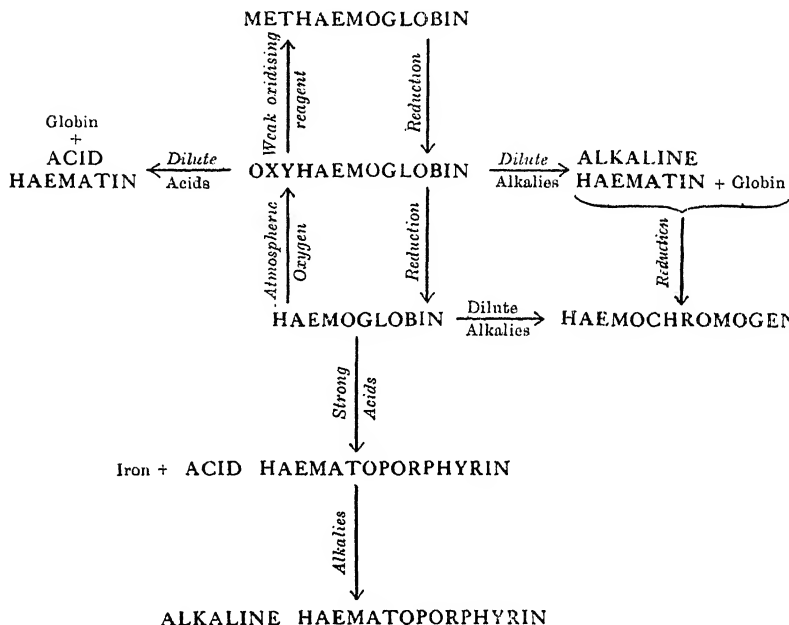 METHAEMOGLOBIN
Weak oxidising
reagent
Reduction
Globin
+
ACID
HAEMATIN
Dilute
Acids
OXYHAEMOGLOBIN
Dilute
Alkalies
ALKALINE
HAEMATIN + Globin
Atmospheric
Oxygen
Reduction
Reduction
HAEMOGLOBIN
Dilute
Alkalies
HAEMOCHROMOGEN
Strong
Acids
Iron + ACID HAEMATOPORPHYRIN
Alkalies
ALKALINE HAEMATOPORPHYRIN